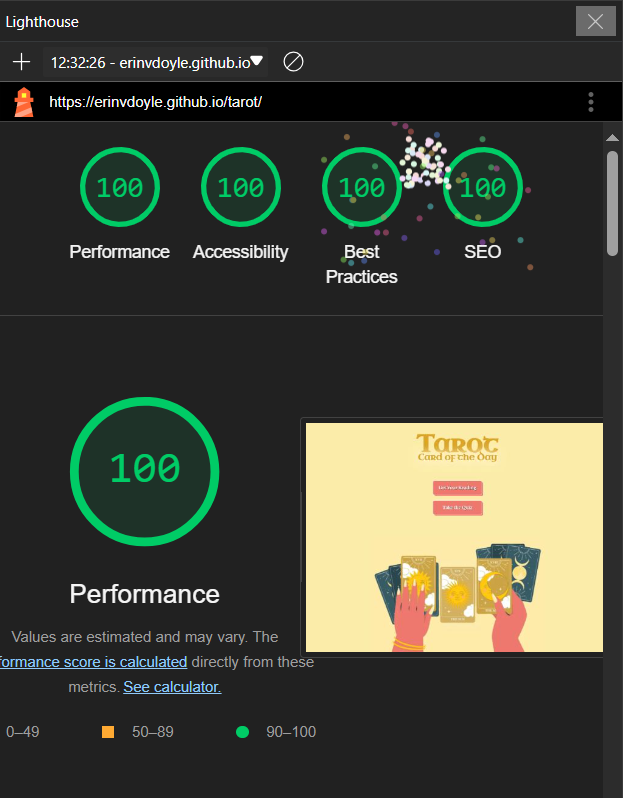 Lighthouse
12:32:26 - erinvdoyle.github.io
https://erinvdoyle.github.io/tarot/
100 100 100 100
Performance Accessibility Best Practices SEO
100
Tarot
Card of the Day
Performance
Values are estimated and may vary. The
formance score is calculated directly from these
metrics. See calculator.
0–49 50–89 90–100